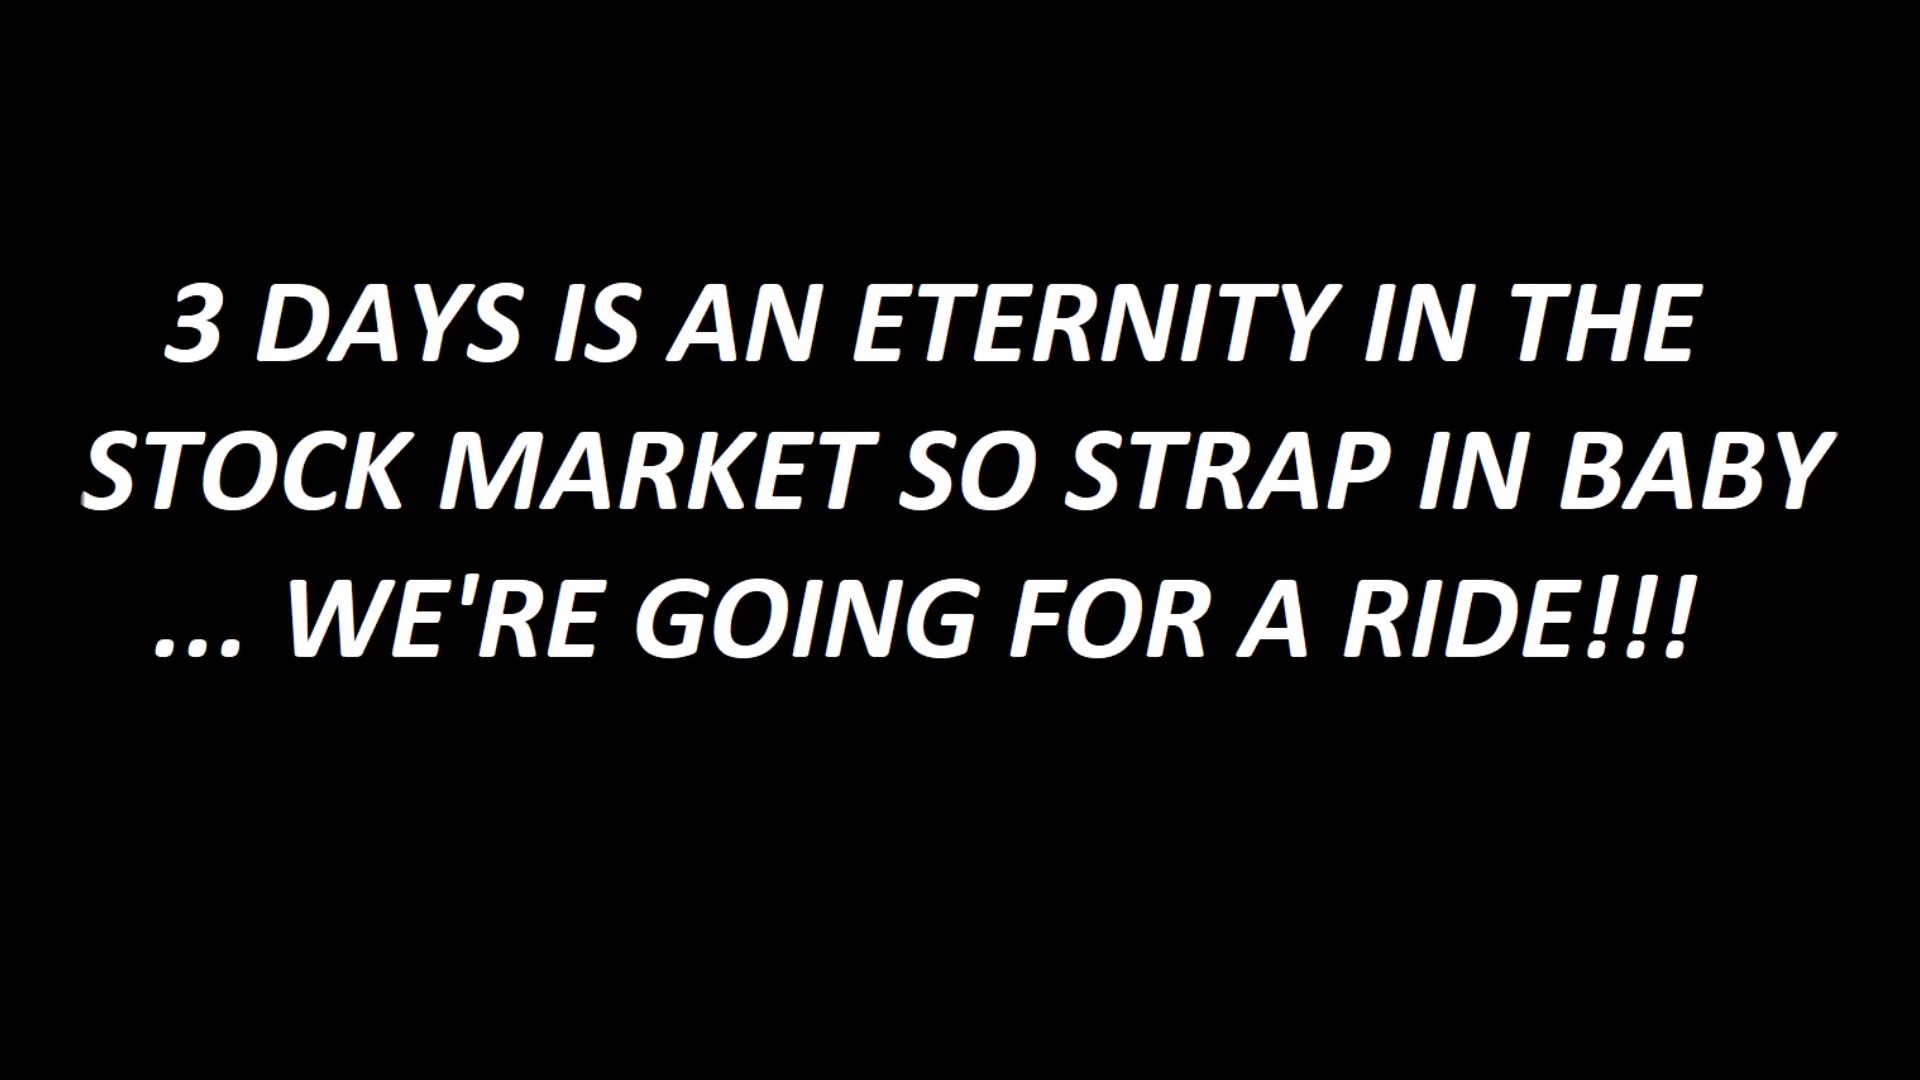 3 DAYS IS AN ETERNITY IN THE
STOCK MARKET SO STRAP IN BABY
... WE'RE GOING FOR A RIDE!!!